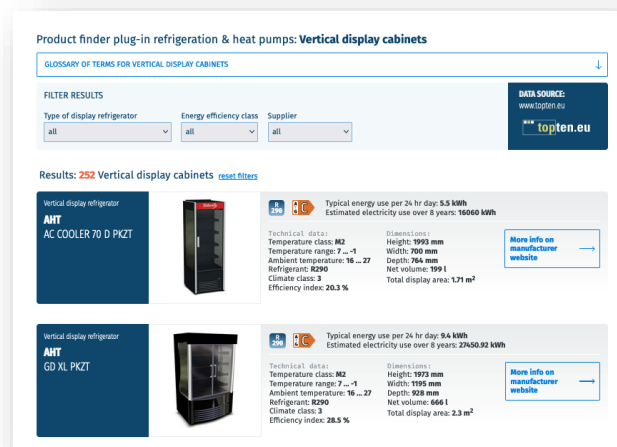 Product finder plug-in refrigeration & heat pumps: Vertical display cabinets
GLOSSARY OF TERMS FOR VERTICAL DISPLAY CABINETS ↓
FILTER RESULTS
Type of display refrigerator
all
Energy efficiency class
all
Supplier
all
DATA SOURCE:
www.topten.eu
topten.eu
Results: 252 Vertical display cabinets reset filters
Vertical display refrigerator
AHT
AC COOLER 70 D PKZT
R
290
C
Typical energy use per 24 hr day: 5.5 kWh
Estimated electricity use over 8 years: 16060 kWh
Technical data:
Temperature class: M2
Temperature range: 7 ... -1
Ambient temperature: 16 ... 27
Refrigerant: R290
Climate class: 3
Efficiency index: 20.3 %
Dimensions:
Height: 1993 mm
Width: 700 mm
Depth: 764 mm
Net volume: 199 l
Total display area: 1.71 m²
More info on
manufacturer
website
Vertical display refrigerator
AHT
GD XL PKZT
R
290
C
Typical energy use per 24 hr day: 9.4 kWh
Estimated electricity use over 8 years: 27450.92 kWh
Technical data:
Temperature class: M2
Temperature range: 7 ... -1
Ambient temperature: 16 ... 27
Refrigerant: R290
Climate class: 3
Efficiency index: 28.5 %
Dimensions:
Height: 1973 mm
Width: 1195 mm
Depth: 928 mm
Net volume: 666 l
Total display area: 2.3 m²
More info on
manufacturer
website